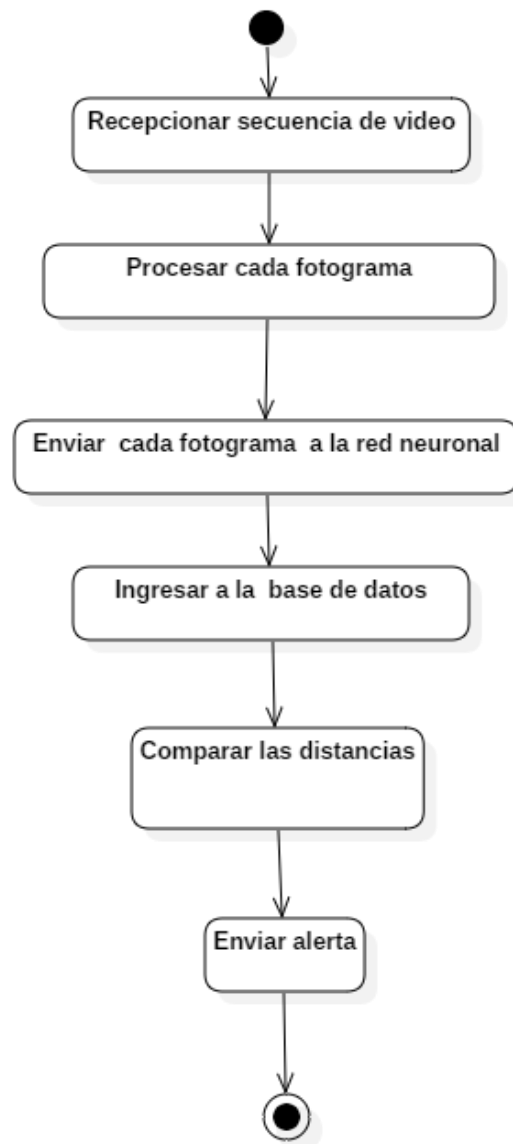 Recepcionar secuencia de video
Procesar cada fotograma
Enviar cada fotograma a la red neuronal
Ingresar a la base de datos
Comparar las distancias
Enviar alerta